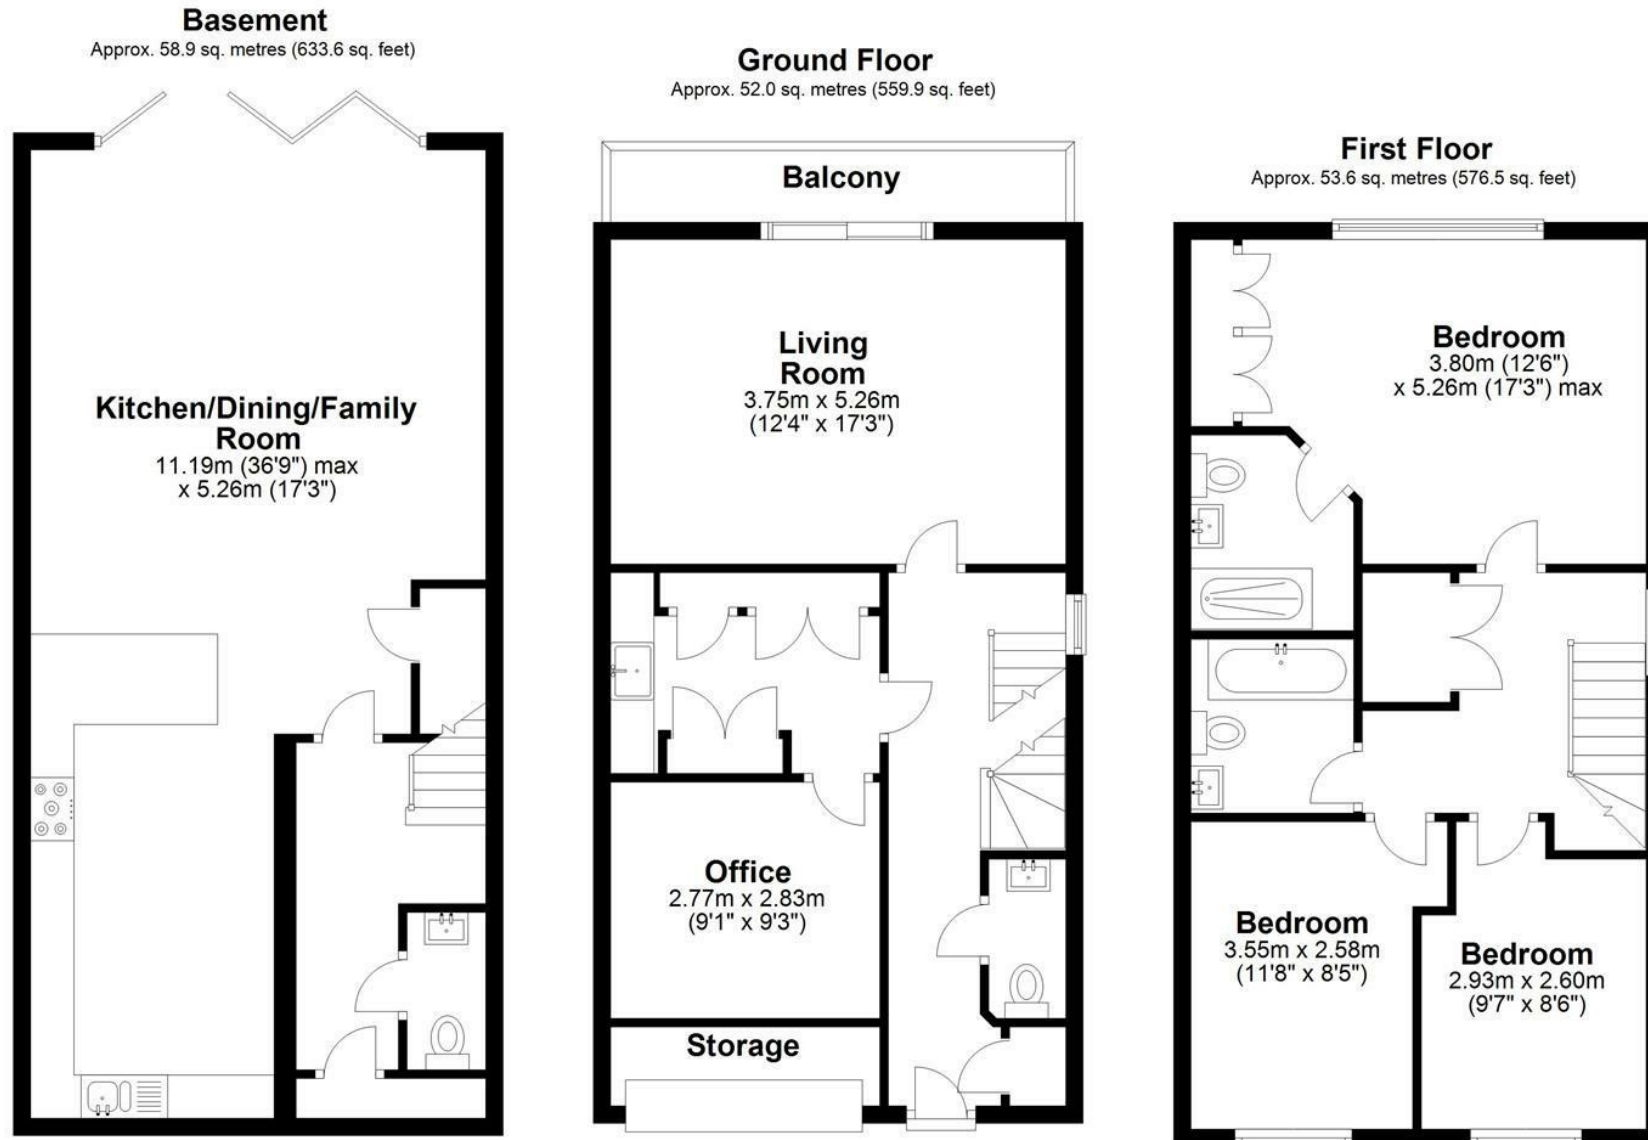 Basement
Approx. 58.9 sq. metres (633.6 sq. feet)
Kitchen/Dining/Family
Room
11.19m (36'9") max
x 5.26m (17'3")
Ground Floor
Approx. 52.0 sq. metres (559.9 sq. feet)
Balcony
Living
Room
3.75m x 5.26m
(12'4" x 17'3")
Office
2.77m x 2.83m
(9'1" x 9'3")
Storage
First Floor
Approx. 53.6 sq. metres (576.5 sq. feet)
Bedroom
3.80m (12'6")
x 5.26m (17'3") max
Bedroom
3.55m x 2.58m
(11'8" x 8'5")
Bedroom
2.93m x 2.60m
(9'7" x 8'6")